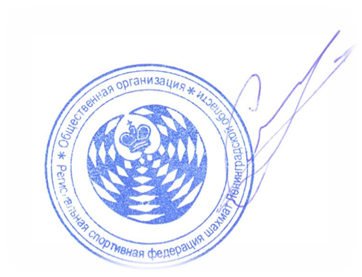 * Общественная организация *
Региональная спортивная федерация шахмат Ленинградской области